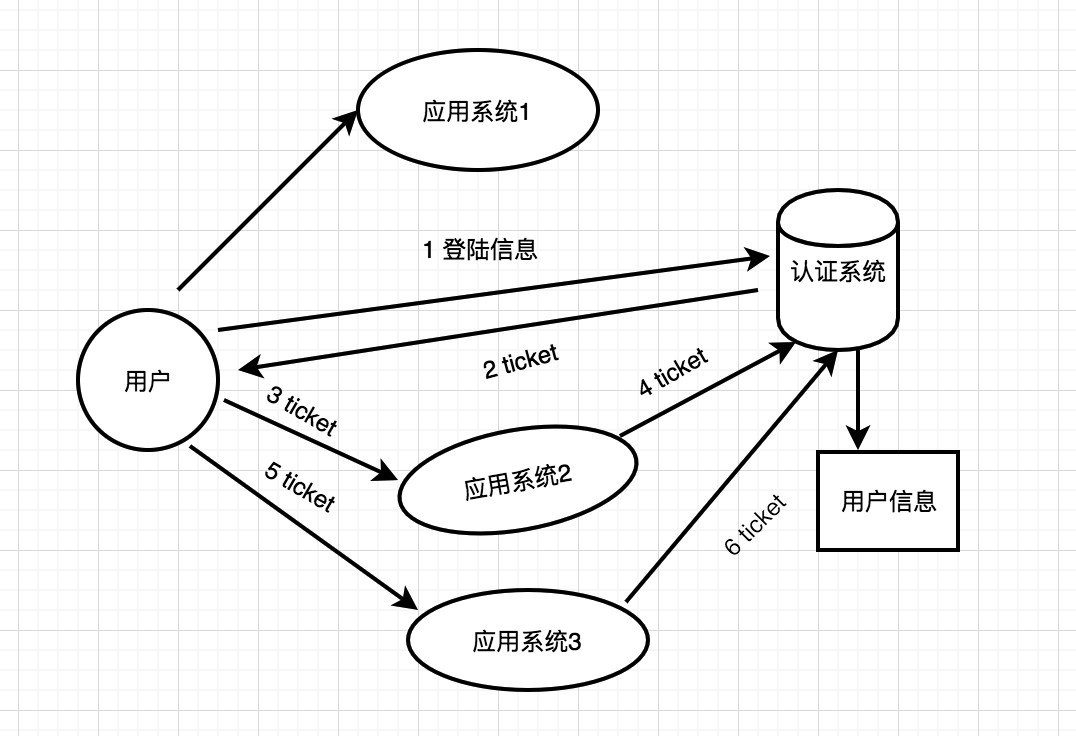 应用系统1
1 登陆信息
认证系统
2 ticket
用户
3 ticket
4 ticket
5 ticket
应用系统2
用户信息
6 ticket
应用系统3